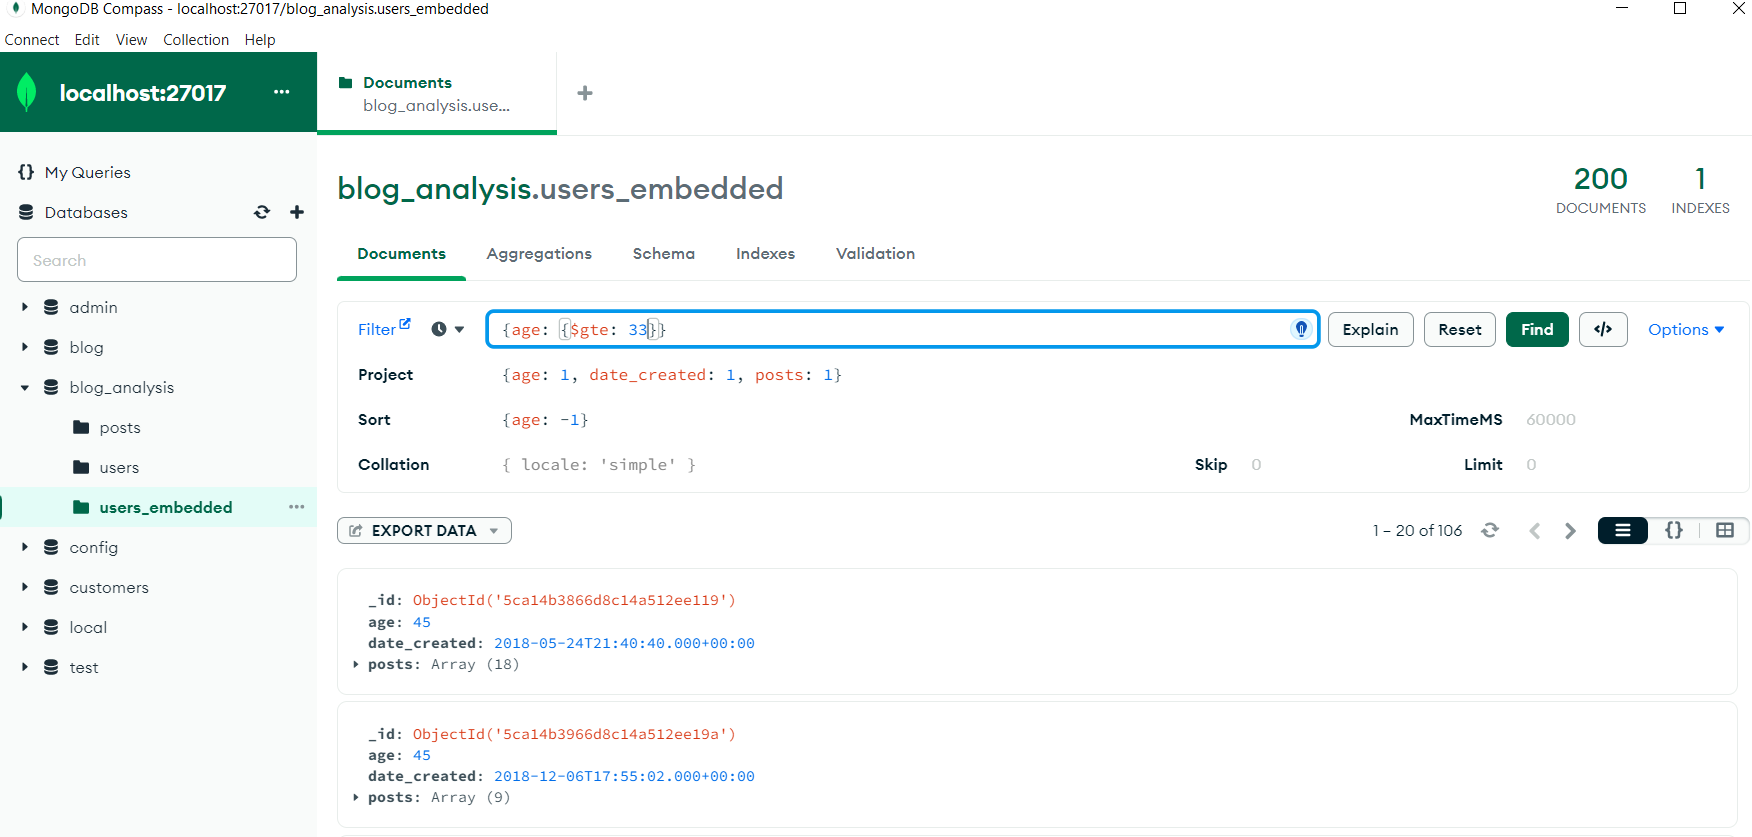 MongoDB Compass - localhost:27017/blog_analysis.users_embedded
Connect Edit View Collection Help
localhost:27017 ···
Documents
blog_analysis.use...
My Queries
Databases
Search
admin
blog
blog_analysis
posts
users
users_embedded
config
customers
local
test
blog_analysis.users_embedded
200 DOCUMENTS
1 INDEXES
Documents Aggregations Schema Indexes Validation
Filter {age: {$gte: 33}} Explain Reset Find </> Options
Project {age: 1, date_created: 1, posts: 1}
Sort {age: -1} MaxTimeMS 60000
Collation { locale: 'simple' } Skip 0 Limit 0
EXPORT DATA 1 – 20 of 106 {}
_id: ObjectId('5ca14b3866d8c14a512ee119')
age: 45
date_created: 2018-05-24T21:40:40.000+00:00
posts: Array (18)
_id: ObjectId('5ca14b3966d8c14a512ee19a')
age: 45
date_created: 2018-12-06T17:55:02.000+00:00
posts: Array (9)